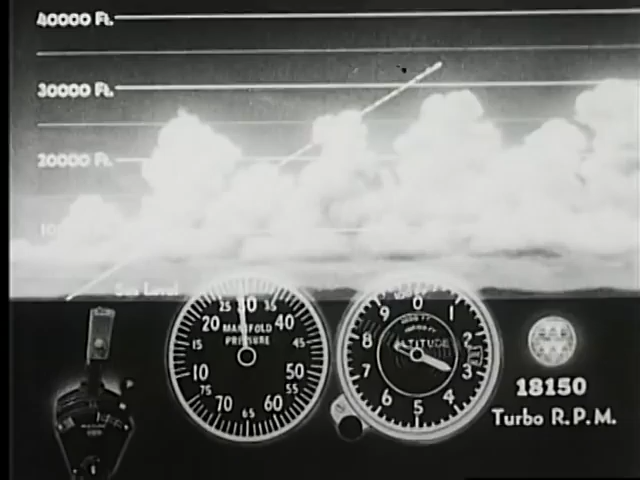 40000 Ft.
30000 Ft.
20000 Ft.
Sea Level
25 30 35
20 40
MANIFOLD
PRESSURE
15 45
10 50
75 55
70 60
65
0
9 1
8 2
ALTITUDE
7 3
6 4
5
18150
Turbo R.P.M.